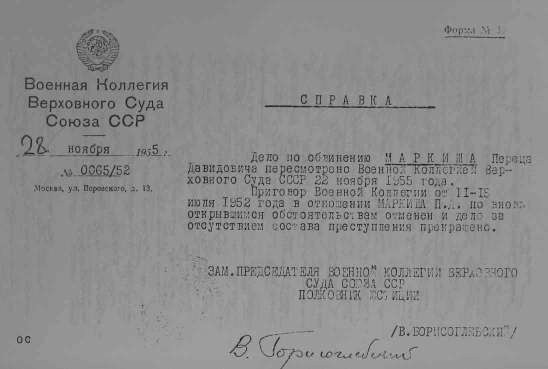 Форма № 30
Военная Коллегия
Верховного Суда
Союза ССР
28 ноября 1955 г.
№ 0065/52
Москва, ул. Воровского, д. 13.
СПРАВКА
Дело по обвинению МАРКИША Переца
Давидовича пересмотрено Военной Коллегией Вер-
ховного Суда СССР 22 ноября 1955 года.
Приговор Военной Коллегии от 11-18
июля 1952 года в отношении МАРКИША П.Д. по вновь
открывшимся обстоятельствам отменен и дело за
отсутствием состава преступления прекращено.
ЗАМ.ПРЕДСЕДАТЕЛЯ ВОЕННОЙ КОЛЛЕГИИ ВЕРХОВНОГО
СУДА СОЮЗА ССР
ПОЛКОВНИК ЮСТИЦИИ
/В.БОРИСОГЛЕБСКИЙ/
В. Борисоглебский
ос